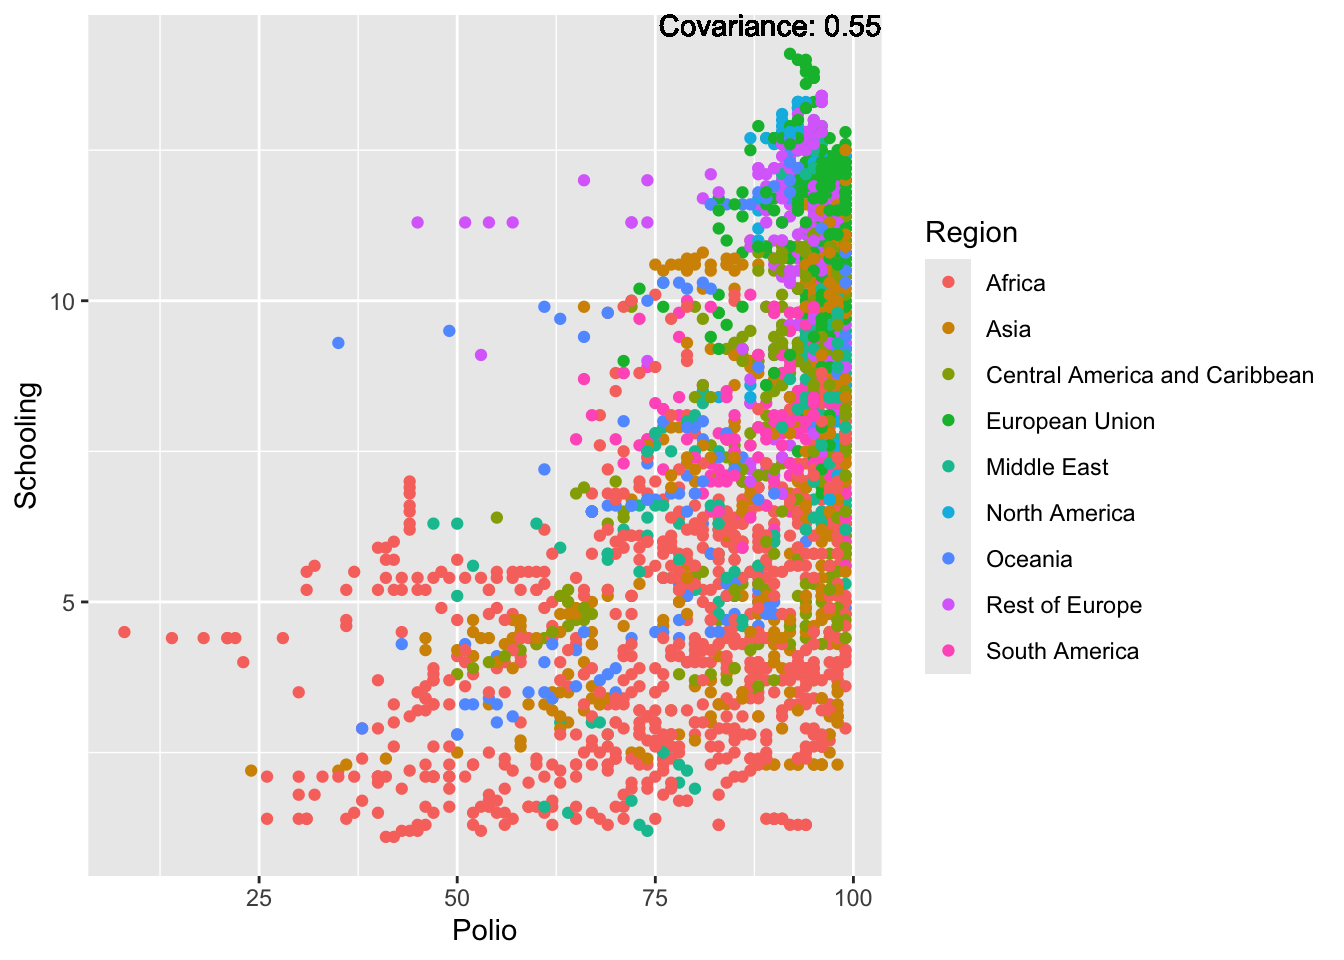 Covariance: 0.55
Schooling
10
5
25 50 75 100
Polio
Region
Africa
Asia
Central America and Caribbean
European Union
Middle East
North America
Oceania
Rest of Europe
South America